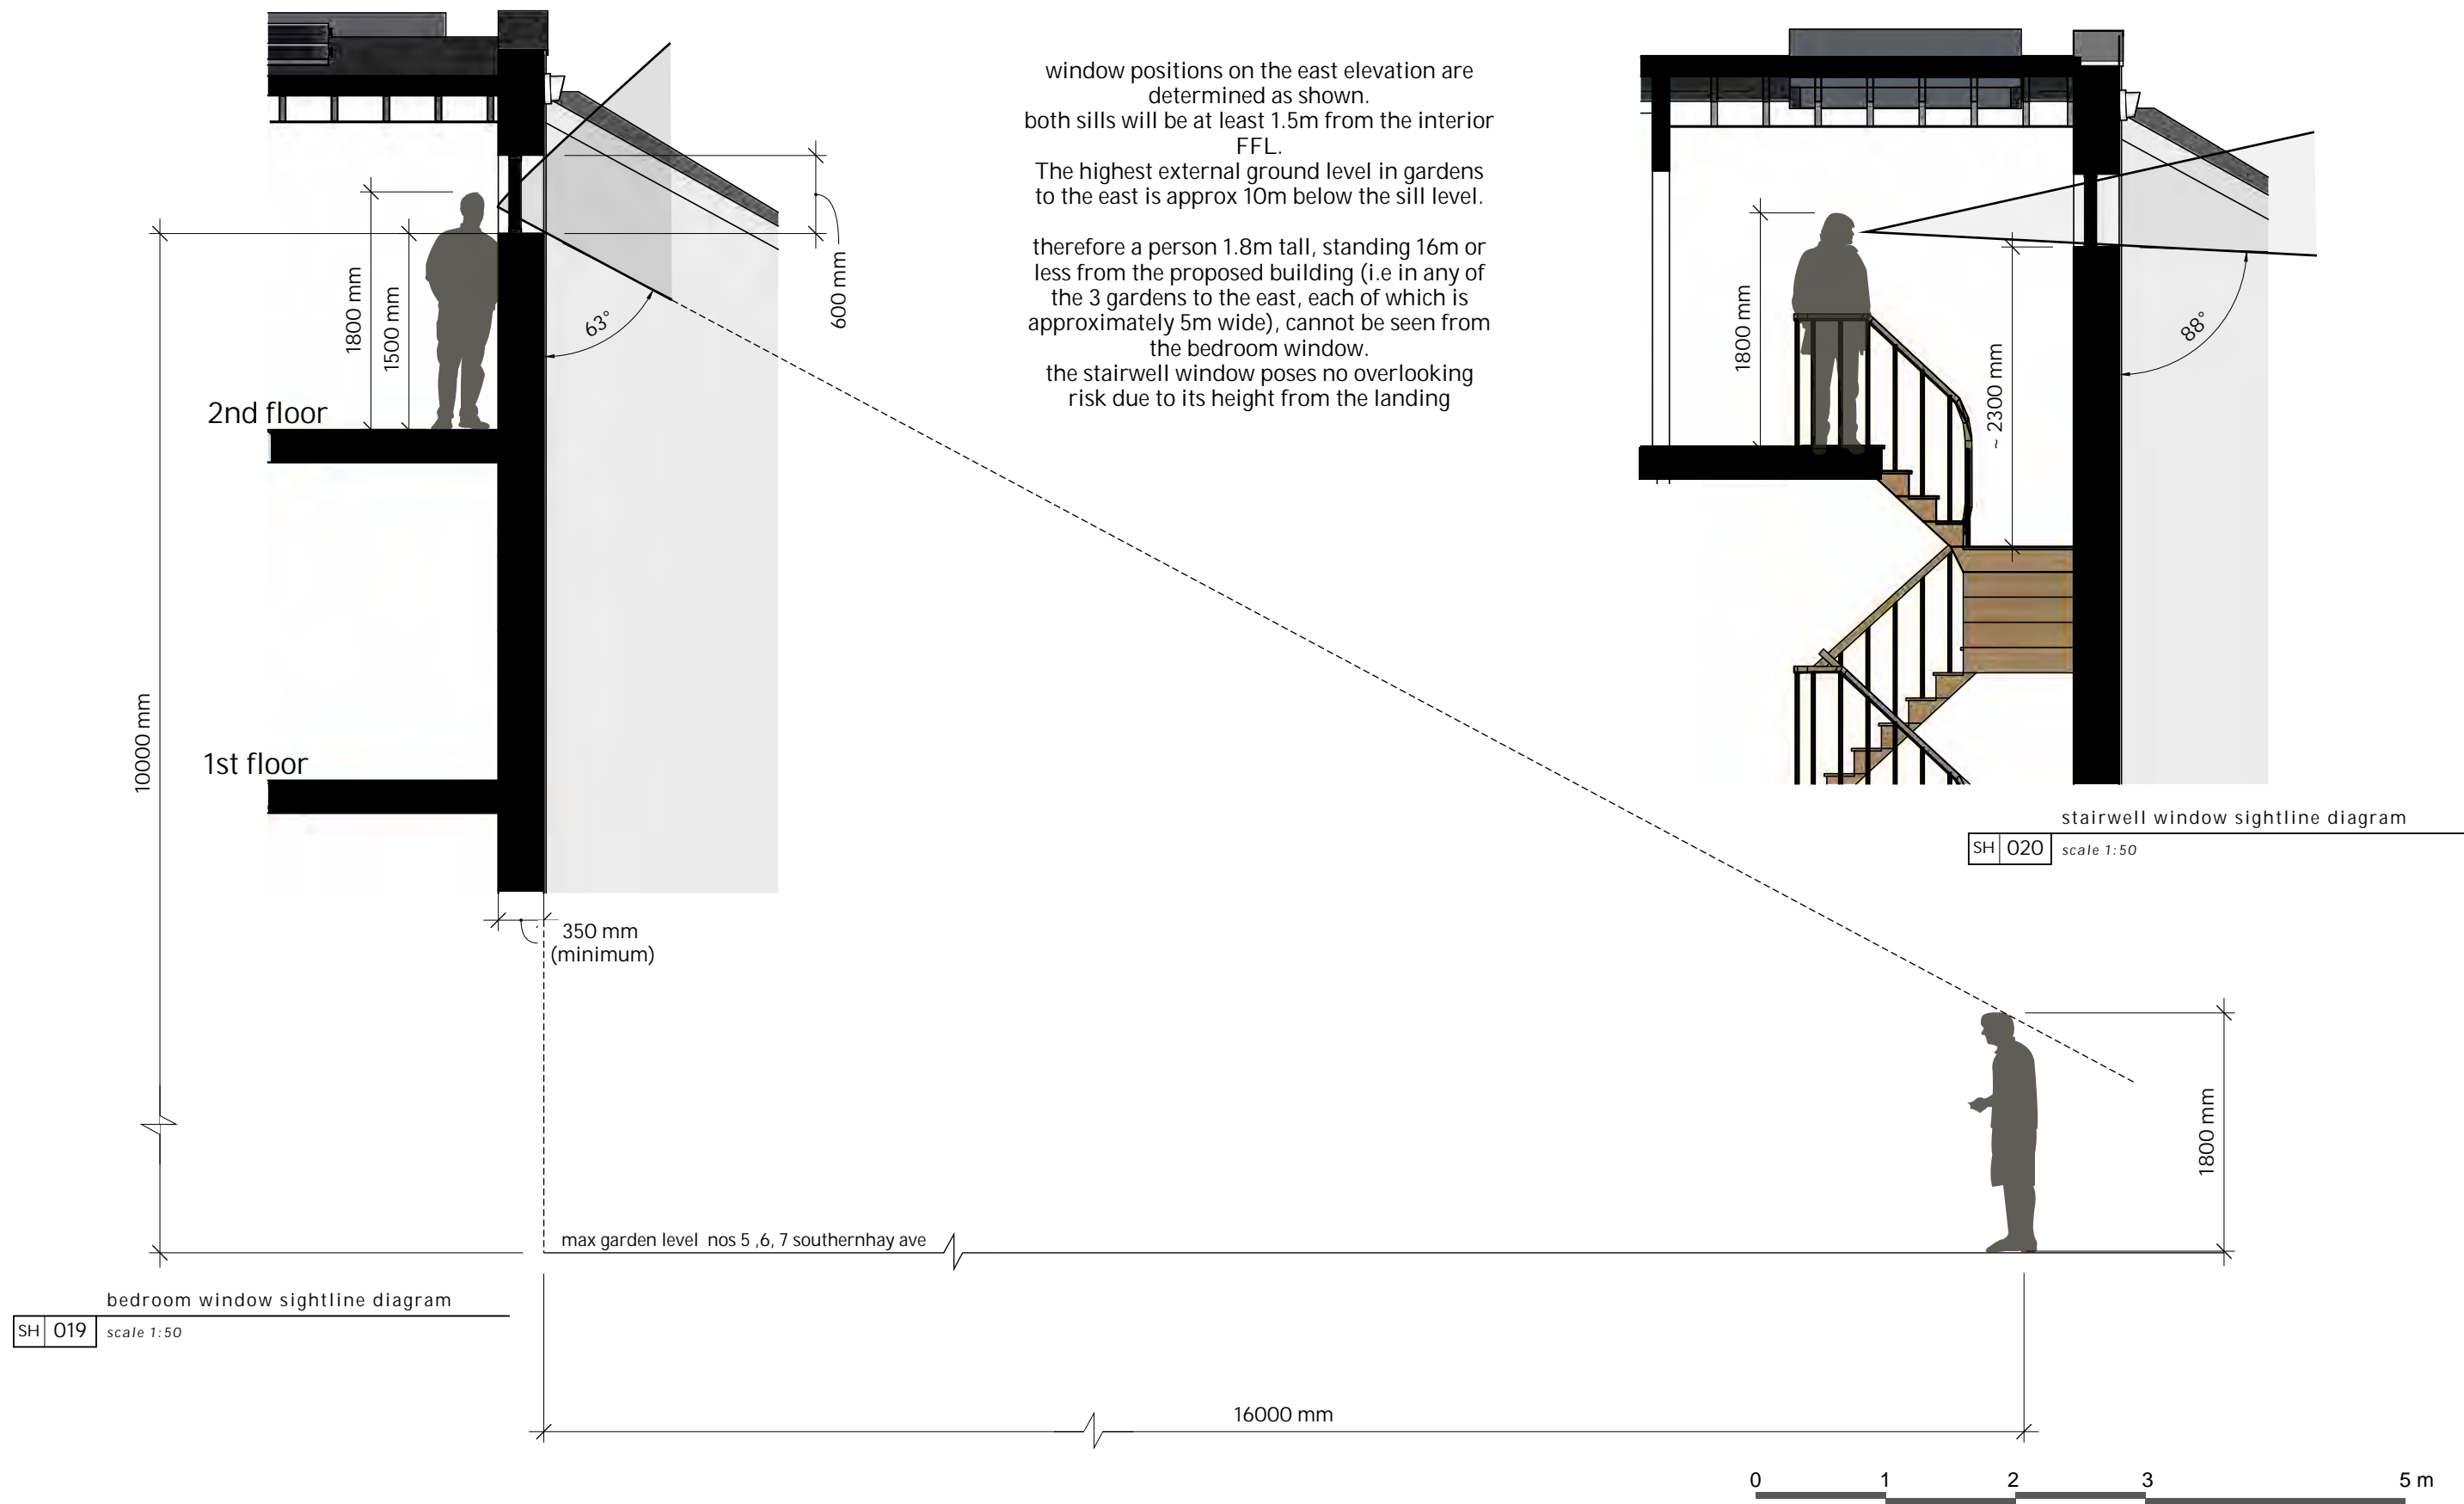 window positions on the east elevation are
determined as shown.
both sills will be at least 1.5m from the interior
FFL.
The highest external ground level in gardens
to the east is approx 10m below the sill level.
therefore a person 1.8m tall, standing 16m or
less from the proposed building (i.e in any of
the 3 gardens to the east, each of which is
approximately 5m wide), cannot be seen from
the bedroom window.
the stairwell window poses no overlooking
risk due to its height from the landing
1800 mm
1500 mm
600 mm
63°
2nd floor
1st floor
10000 mm
350 mm
(minimum)
1800 mm
~ 2300 mm
88°
stairwell window sightline diagram
SH 020 scale 1:50
1800 mm
max garden level nos 5 ,6, 7 southernhay ave
bedroom window sightline diagram
SH 019 scale 1:50
16000 mm
0 1 2 3 5 m